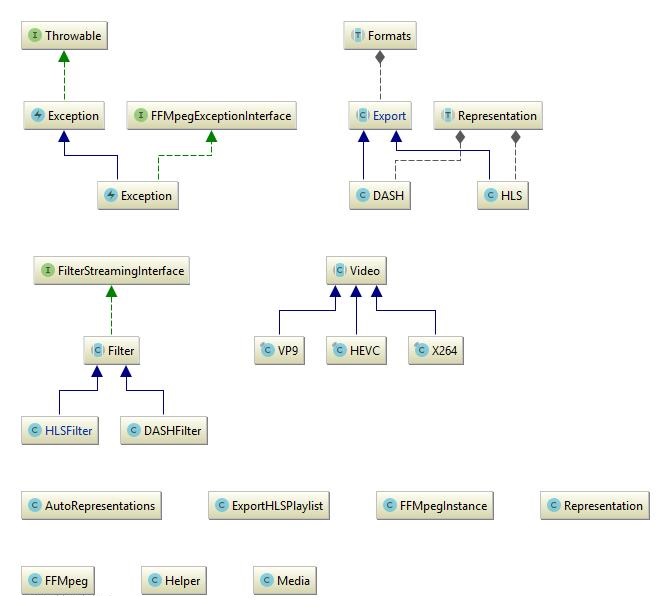 Throwable
Formats
Exception
FFMpegExceptionInterface
Export
Representation
Exception
DASH
HLS
FilterStreamingInterface
Video
Filter
VP9
HEVC
X264
HLSFilter
DASHFilter
AutoRepresentations
ExportHLSPlaylist
FFMpegInstance
Representation
FFMpeg
Helper
Media